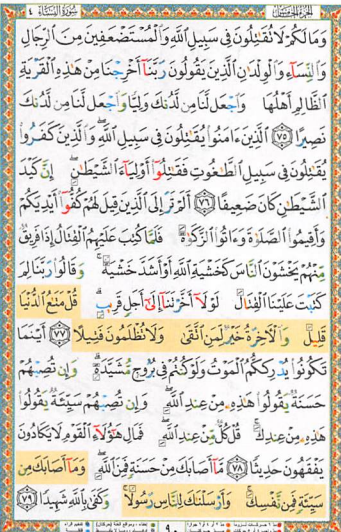 الجزء الخامس سورة النساء ٤
وَمَا لَكُمْ لَا تُقَـٰتِلُونَ فِى سَبِيلِ ٱللَّهِ وَٱلْمُسْتَضْعَفِينَ مِنَ ٱلرِّجَالِ
وَٱلنِّسَآءِ وَٱلْوِلْدَٰنِ ٱلَّذِينَ يَقُولُونَ رَبَّنَآ أَخْرِجْنَا مِنْ هَـٰذِهِ ٱلْقَرْيَةِ
ٱلظَّالِمِ أَهْلُهَا وَٱجْعَل لَّنَا مِن لَّدُنكَ وَلِيًّا وَٱجْعَل لَّنَا مِن لَّدُنكَ
نَصِيرًا ٧٥ ٱلَّذِينَ ءَامَنُوا۟ يُقَـٰتِلُونَ فِى سَبِيلِ ٱللَّهِ ۖ وَٱلَّذِينَ كَفَرُوا۟
يُقَـٰتِلُونَ فِى سَبِيلِ ٱلطَّـٰغُوتِ فَقَـٰتِلُوٓا۟ أَوْلِيَآءَ ٱلشَّيْطَـٰنِ ۖ إِنَّ كَيْدَ
ٱلشَّيْطَـٰنِ كَانَ ضَعِيفًا ٧٦ أَلَمْ تَرَ إِلَى ٱلَّذِينَ قِيلَ لَهُمْ كُفُّوٓا۟ أَيْدِيَكُمْ
وَأَقِيمُوا۟ ٱلصَّلَوٰةَ وَءَاتُوا۟ ٱلزَّكَوٰةَ فَلَمَّا كُتِبَ عَلَيْهِمُ ٱلْقِتَالُ إِذَا فَرِيقٌ
مِّنْهُمْ يَخْشَوْنَ ٱلنَّاسَ كَخَشْيَةِ ٱللَّهِ أَوْ أَشَدَّ خَشْيَةً ۚ وَقَالُوا۟ رَبَّنَا لِمَ
كَتَبْتَ عَلَيْنَا ٱلْقِتَالَ لَوْلَآ أَخَّرْتَنَآ إِلَىٰٓ أَجَلٍ قَرِيبٍ ۗ قُلْ مَتَـٰعُ ٱلدُّنْيَا
قَلِيلٌ وَٱلْـَٔاخِرَةُ خَيْرٌ لِّمَنِ ٱتَّقَىٰ وَلَا تُظْلَمُونَ فَتِيلًا ٧٧ أَيْنَمَا
تَكُونُوا۟ يُدْرِككُّمُ ٱلْمَوْتُ وَلَوْ كُنتُمْ فِى بُرُوجٍ مُّشَيَّدَةٍ ۗ وَإِن تُصِبْهُمْ
حَسَنَةٌ يَقُولُوا۟ هَـٰذِهِۦ مِنْ عِندِ ٱللَّهِ ۖ وَإِن تُصِبْهُمْ سَيِّئَةٌ يَقُولُوا۟
هَـٰذِهِۦ مِنْ عِندِكَ ۚ قُلْ كُلٌّ مِّنْ عِندِ ٱللَّهِ ۖ فَمَالِ هَـٰٓؤُلَآءِ ٱلْقَوْمِ لَا يَكَادُونَ
يَفْقَهُونَ حَدِيثًا ٧٨ مَّآ أَصَابَكَ مِنْ حَسَنَةٍ فَمِنَ ٱللَّهِ ۖ وَمَآ أَصَابَكَ مِن
سَيِّئَةٍ فَمِن نَّفْسِكَ ۚ وَأَرْسَلْنَـٰكَ لِلنَّاسِ رَسُولًا ۚ وَكَفَىٰ بِٱللَّهِ شَهِيدًا ٧٩
٩٠